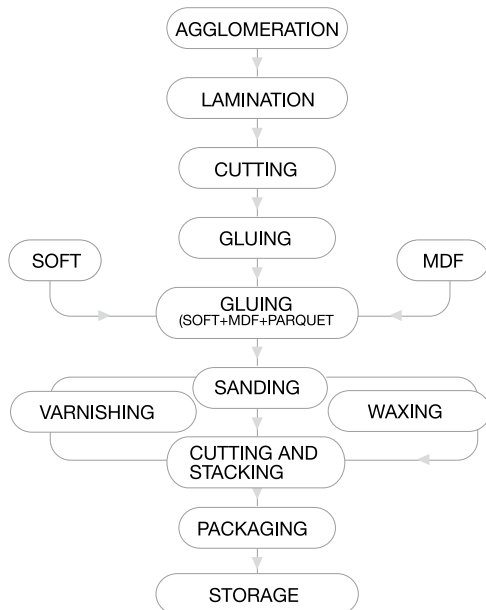 AGGLOMERATION
LAMINATION
CUTTING
GLUING
SOFT
MDF
GLUING
(SOFT+MDF+PARQUET
SANDING
VARNISHING
WAXING
CUTTING AND
STACKING
PACKAGING
STORAGE